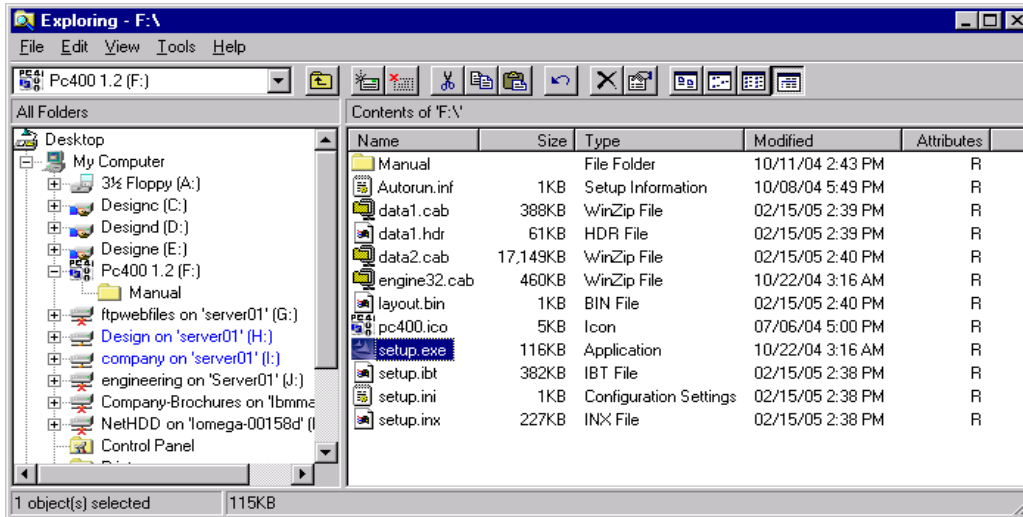 Exploring - F:\
File Edit View Tools Help
Pc400 1.2 (F:)
All Folders
Contents of 'F:\'
Desktop
My Computer
3½ Floppy (A:)
Designc (C:)
Designd (D:)
Designe (E:)
Pc400 1.2 (F:)
Manual
ftpwebfiles on 'server01' (G:)
Design on 'server01' (H:)
company on 'server01' (I:)
engineering on 'Server01' (J:)
Company-Brochures on 'Ibmma
NetHDD on 'Iomega-00158d' (
Control Panel
Name Size Type Modified Attributes
Manual File Folder 10/11/04 2:43 PM R
Autorun.inf 1KB Setup Information 10/08/04 5:49 PM R
data1.cab 388KB WinZip File 02/15/05 2:39 PM R
data1.hdr 61KB HDR File 02/15/05 2:39 PM R
data2.cab 17,149KB WinZip File 02/15/05 2:40 PM R
engine32.cab 460KB WinZip File 10/22/04 3:16 AM R
layout.bin 1KB BIN File 02/15/05 2:40 PM R
pc400.ico 5KB Icon 07/06/04 5:00 PM R
setup.exe 116KB Application 10/22/04 3:16 AM R
setup.ibt 382KB IBT File 02/15/05 2:38 PM R
setup.ini 1KB Configuration Settings 02/15/05 2:38 PM R
setup.inx 227KB INX File 02/15/05 2:38 PM R
1 object(s) selected 115KB